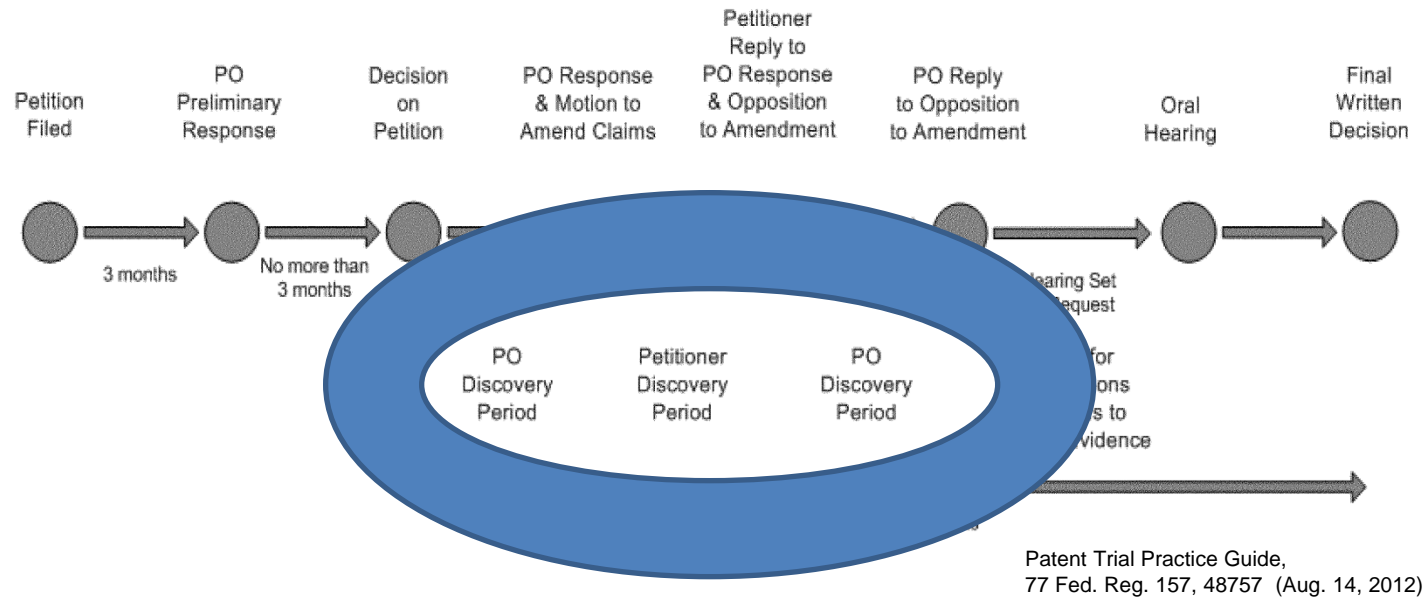 Petition
Filed
PO
Preliminary
Response
Decision
on
Petition
PO Response
& Motion to
Amend Claims
Petitioner
Reply to
PO Response
& Opposition
to Amendment
PO Reply
to Opposition
to Amendment
Oral
Hearing
Final
Written
Decision
3 months
No more than
3 months
Set
PO
Discovery
Period
Petitioner
Discovery
Period
PO
Discovery
Period
for
to
Patent Trial Practice Guide,
77 Fed. Reg. 157, 48757 (Aug. 14, 2012)